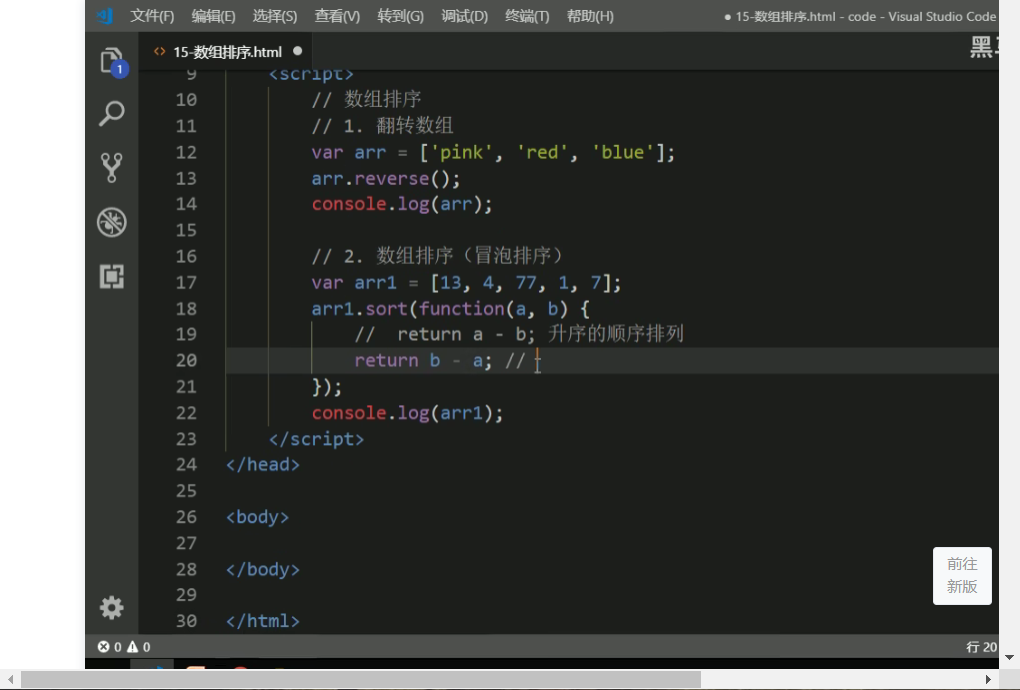 文件(F) 编辑(E) 选择(S) 查看(V) 转到(G) 调试(D) 终端(T) 帮助(H) ● 15-数组排序.html - code - Visual Studio Code
<> 15-数组排序.html ●
黑
1
9 <script>
10 // 数组排序
11 // 1. 翻转数组
12 var arr = ['pink', 'red', 'blue'];
13 arr.reverse();
14 console.log(arr);
15
16 // 2. 数组排序（冒泡排序）
17 var arr1 = [13, 4, 77, 1, 7];
18 arr1.sort(function(a, b) {
19 //  return a - b; 升序的顺序排列
20 return b - a; //
21 });
22 console.log(arr1);
23 </script>
24 </head>
25
26 <body>
27
28 </body>
29
30 </html>
前往
新版
0 0 行 20